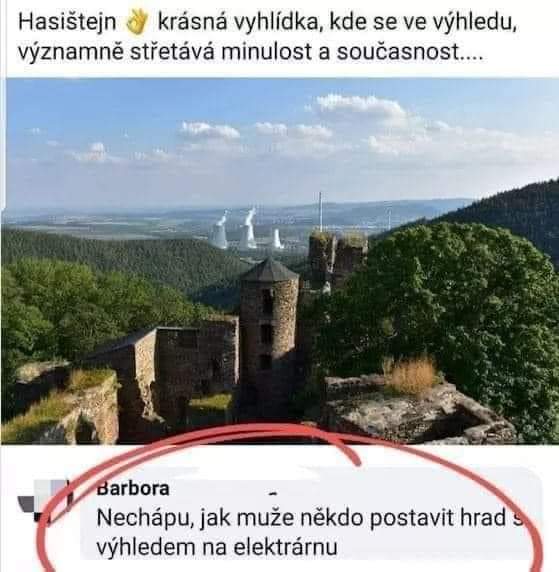 Hasištejn 👌 krásná vyhlídka, kde se ve výhledu,
významně střetává minulost a současnost....
Barbora
Nechápu, jak muže někdo postavit hrad s
výhledem na elektrárnu